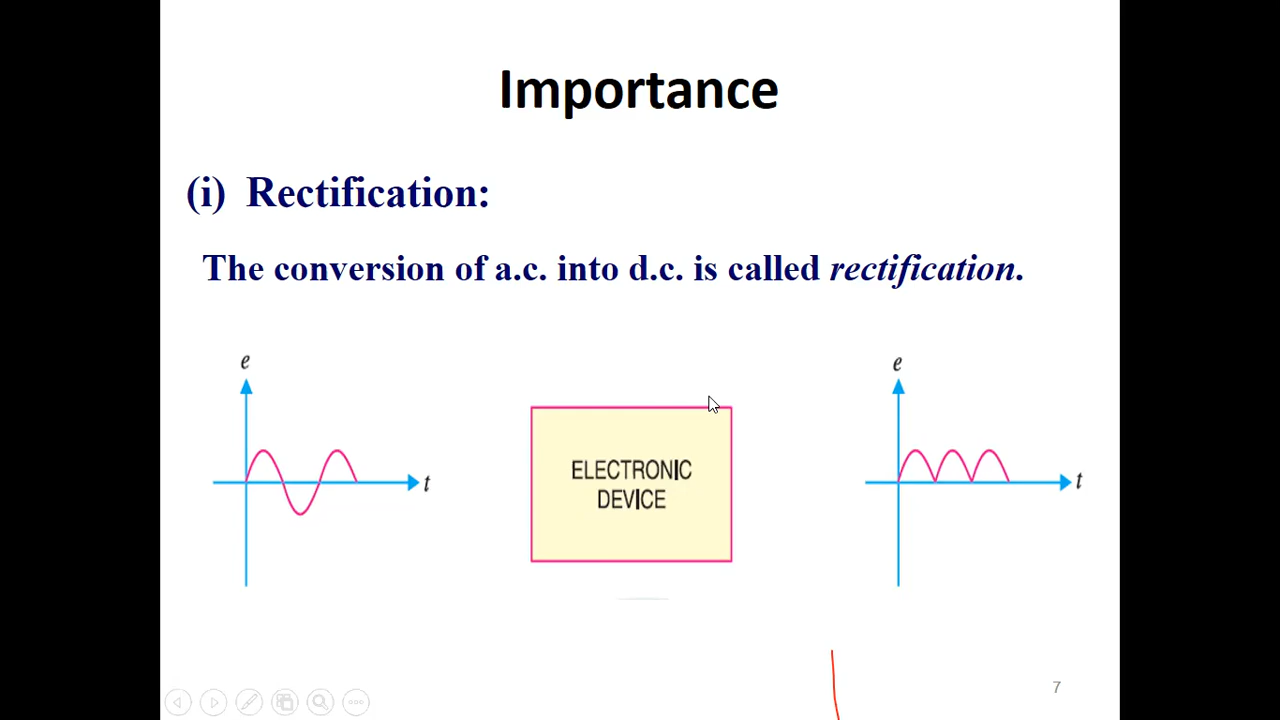 Importance
(i) Rectification:
The conversion of a.c. into d.c. is called rectification.
e
e
ELECTRONIC
DEVICE
t
t
7